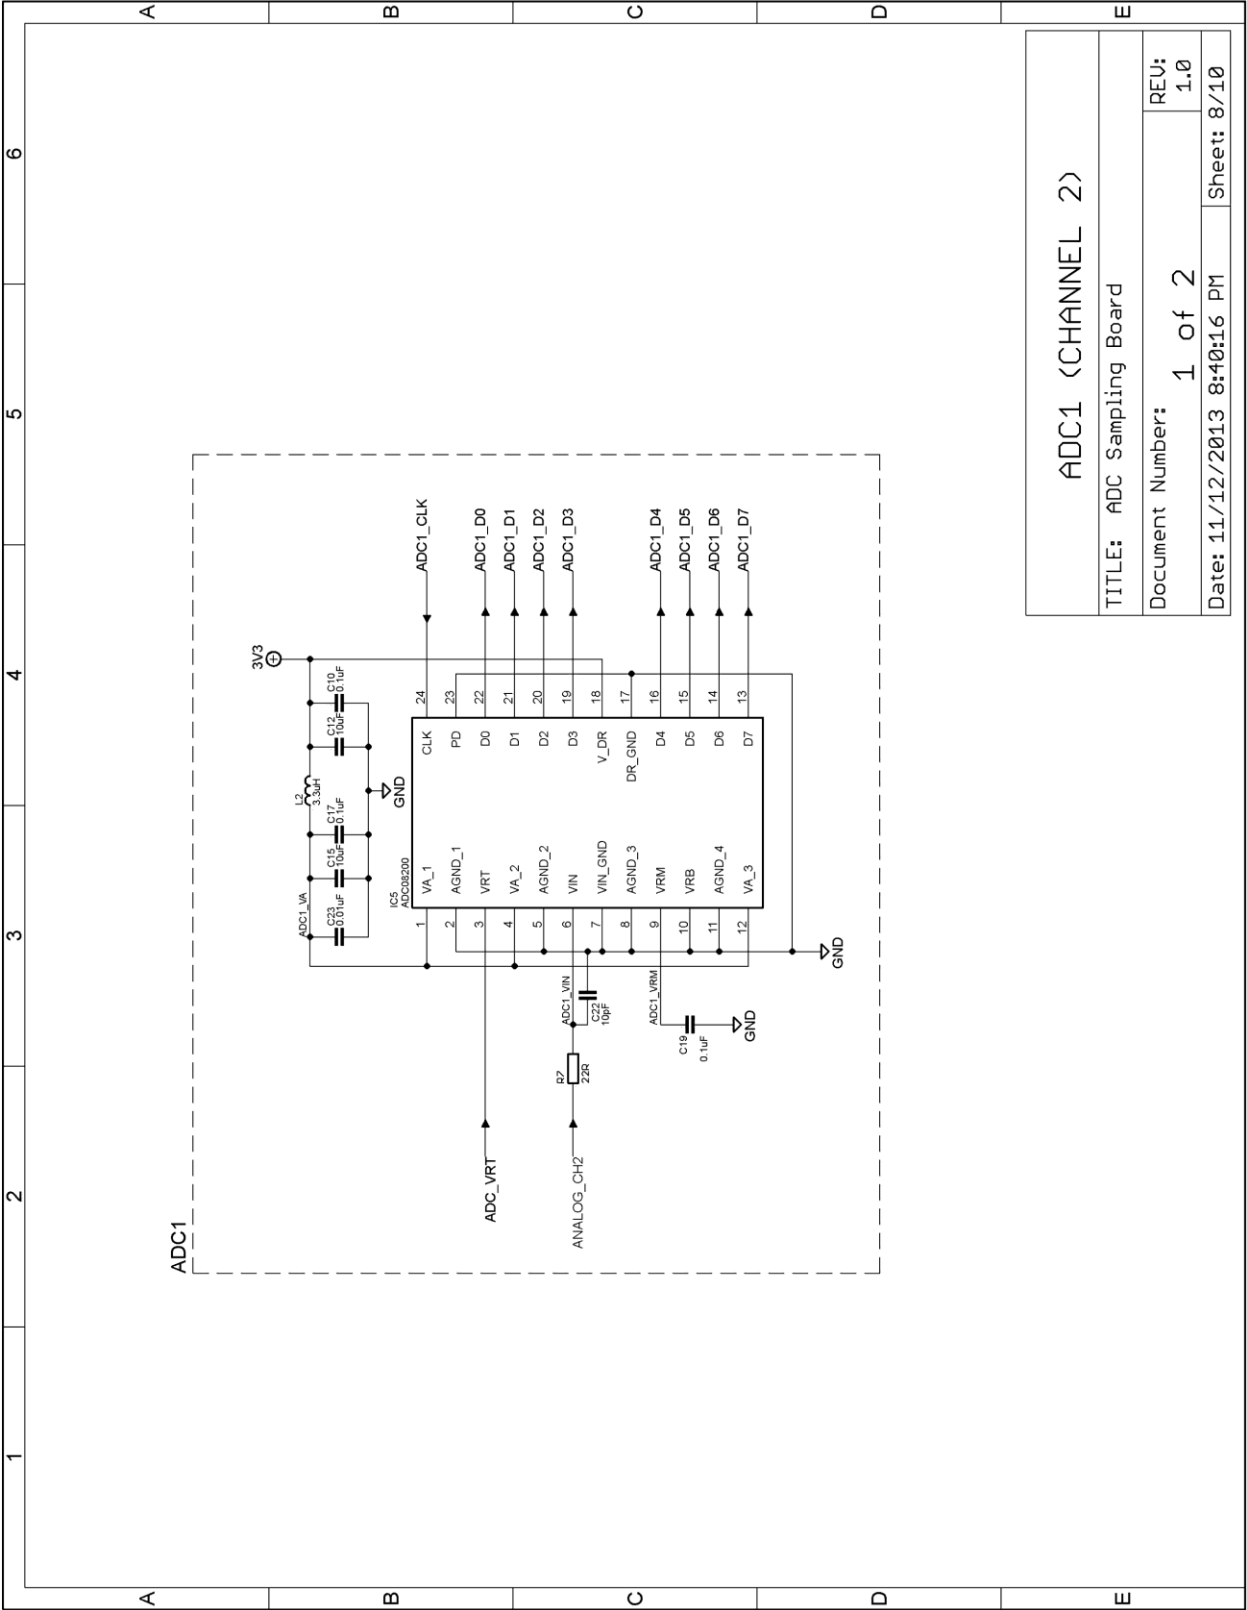 1
2
3
4
5
6
A
B
C
D
E
A
B
C
D
E
ADC1
3V3
ADC1_VA
C23
0.01uF
C15
10uF
C17
0.1uF
L2
3.3uH
C12
10uF
C10
0.1uF
GND
IC5
ADC08200
1 VA_1 CLK 24 ADC1_CLK
2 AGND_1 PD 23
ADC_VRT 3 VRT D0 22 ADC1_D0
4 VA_2 D1 21 ADC1_D1
5 AGND_2 D2 20 ADC1_D2
ANALOG_CH2 R7 22R ADC1_VIN 6 VIN D3 19 ADC1_D3
C22
10pF
7 VIN_GND V_DR 18
8 AGND_3 DR_GND 17
ADC1_VRM 9 VRM D4 16 ADC1_D4
10 VRB D5 15 ADC1_D5
C19
0.1uF
11 AGND_4 D6 14 ADC1_D6
12 VA_3 D7 13 ADC1_D7
GND
GND
ADC1 (CHANNEL 2)
TITLE: ADC Sampling Board
Document Number:
1 of 2
REV:
1.0
Date: 11/12/2013 8:40:16 PM
Sheet: 8/10